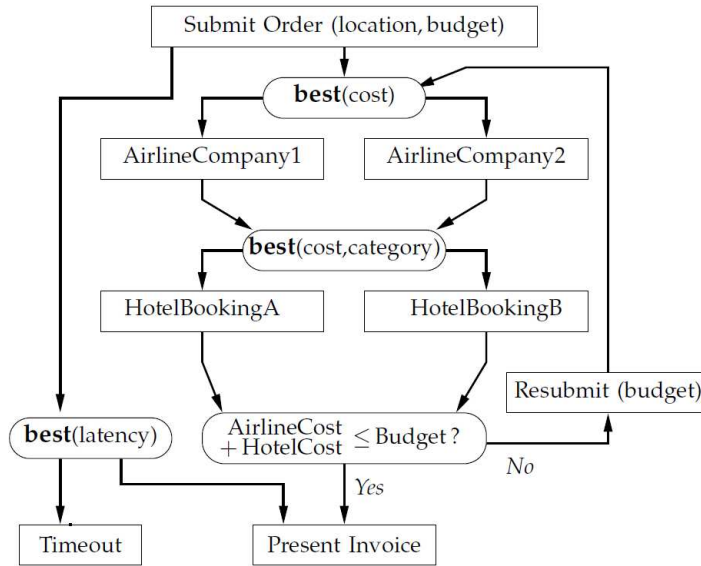 Submit Order (location, budget)
best(cost)
AirlineCompany1
AirlineCompany2
best(cost,category)
HotelBookingA
HotelBookingB
Resubmit (budget)
best(latency)
AirlineCost
+ HotelCost ≤ Budget ?
No
Yes
Timeout
Present Invoice